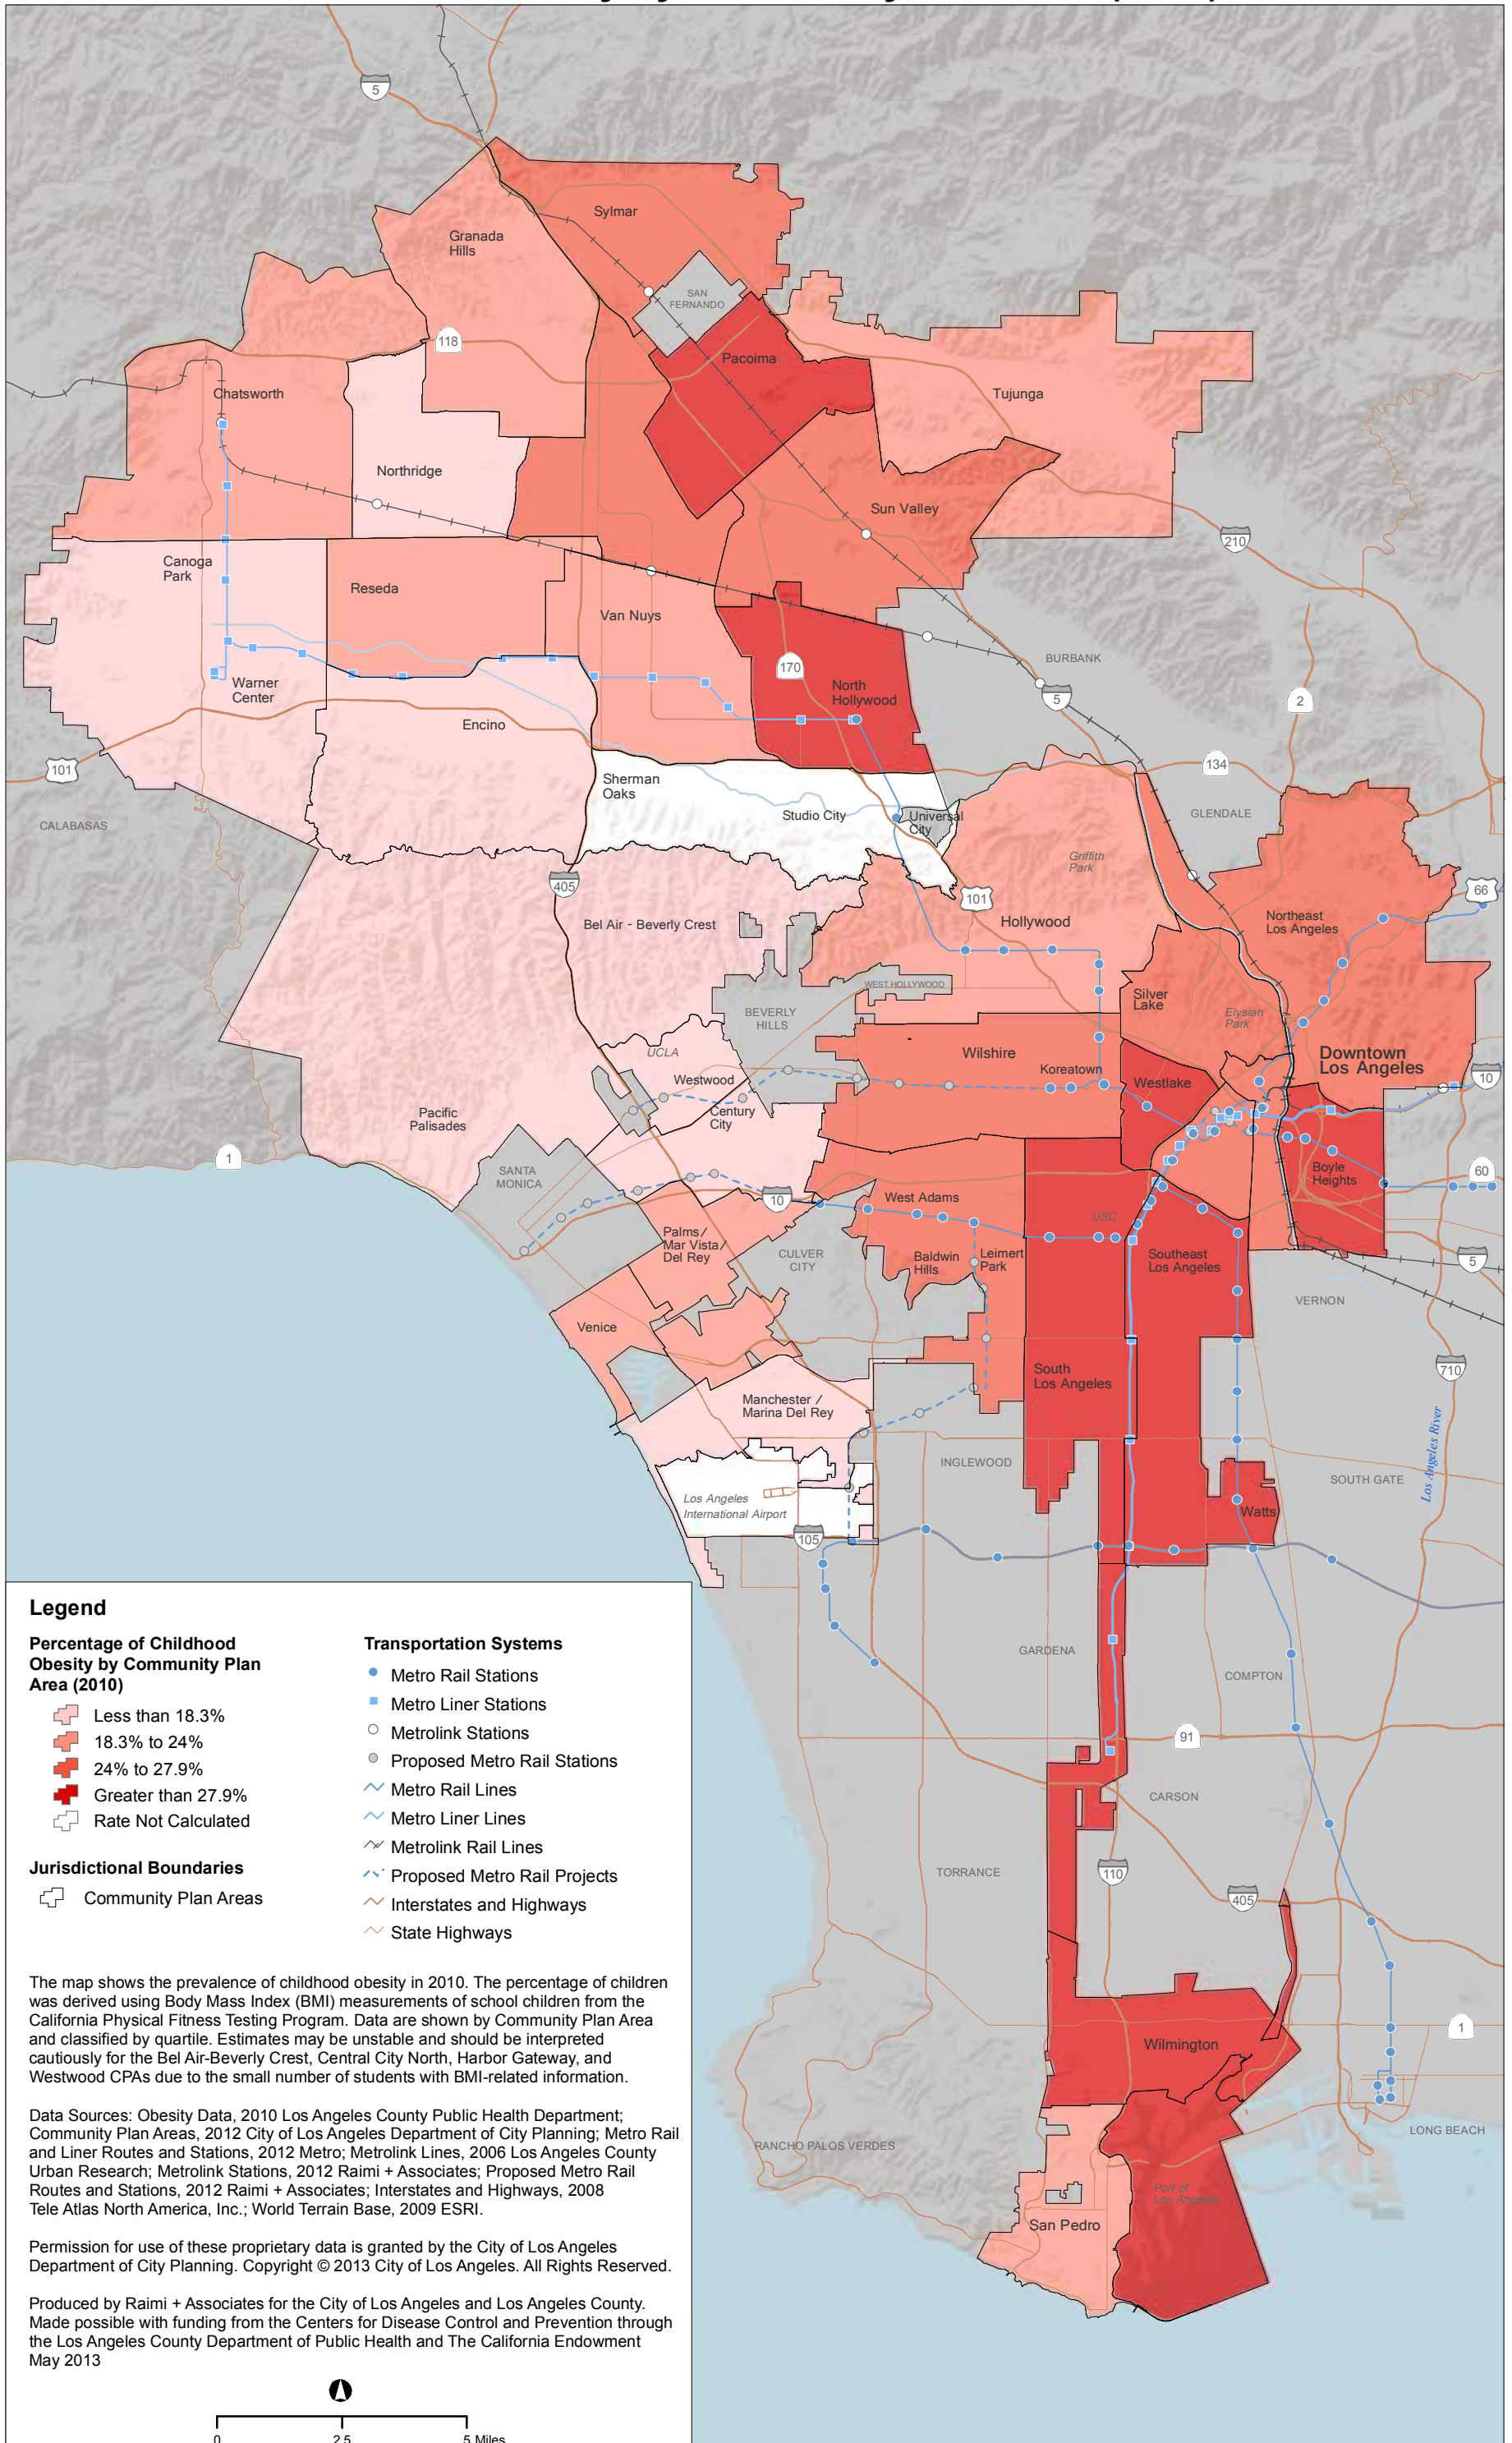 5
Sylmar
Granada
Hills
SAN
FERNANDO
118
Pacoima
Chatsworth
Tujunga
Northridge
Sun Valley
210
Canoga
Park
Reseda
Van Nuys
BURBANK
170
North
Hollywood
Warner
Center
5
2
Encino
101
134
Sherman
Oaks
Studio City
Universal
City
GLENDALE
CALABASAS
Griffith
Park
405
66
101
Bel Air - Beverly Crest
Hollywood
Northeast
Los Angeles
WEST HOLLYWOOD
Silver
Lake
BEVERLY
HILLS
Elysian
Park
UCLA
Wilshire
Downtown
Los Angeles
Koreatown
10
Westwood
Westlake
Century
City
Pacific
Palisades
1
SANTA
MONICA
Boyle
Heights
60
10
West Adams
USC
Palms/
Mar Vista/
Del Rey
CULVER
CITY
Baldwin
Hills
Leimert
Park
Southeast
Los Angeles
5
VERNON
Venice
South
Los Angeles
710
Manchester /
Marina Del Rey
Los Angeles River
INGLEWOOD
SOUTH GATE
Los Angeles
International Airport
Watts
105
GARDENA
COMPTON
91
CARSON
TORRANCE
110
405
Wilmington
1
RANCHO PALOS VERDES
LONG BEACH
Port of
Los Angeles
San Pedro
Legend
Percentage of Childhood
Obesity by Community Plan
Area (2010)
Less than 18.3%
18.3% to 24%
24% to 27.9%
Greater than 27.9%
Rate Not Calculated
Jurisdictional Boundaries
Community Plan Areas
Transportation Systems
Metro Rail Stations
Metro Liner Stations
Metrolink Stations
Proposed Metro Rail Stations
Metro Rail Lines
Metro Liner Lines
Metrolink Rail Lines
Proposed Metro Rail Projects
Interstates and Highways
State Highways
The map shows the prevalence of childhood obesity in 2010. The percentage of children
was derived using Body Mass Index (BMI) measurements of school children from the
California Physical Fitness Testing Program. Data are shown by Community Plan Area
and classified by quartile. Estimates may be unstable and should be interpreted
cautiously for the Bel Air-Beverly Crest, Central City North, Harbor Gateway, and
Westwood CPAs due to the small number of students with BMI-related information.
Data Sources: Obesity Data, 2010 Los Angeles County Public Health Department;
Community Plan Areas, 2012 City of Los Angeles Department of City Planning; Metro Rail
and Liner Routes and Stations, 2012 Metro; Metrolink Lines, 2006 Los Angeles County
Urban Research; Metrolink Stations, 2012 Raimi + Associates; Proposed Metro Rail
Routes and Stations, 2012 Raimi + Associates; Interstates and Highways, 2008
Tele Atlas North America, Inc.; World Terrain Base, 2009 ESRI.
Permission for use of these proprietary data is granted by the City of Los Angeles
Department of City Planning. Copyright © 2013 City of Los Angeles. All Rights Reserved.
Produced by Raimi + Associates for the City of Los Angeles and Los Angeles County.
Made possible with funding from the Centers for Disease Control and Prevention through
the Los Angeles County Department of Public Health and The California Endowment
May 2013
0 2.5 5 Miles